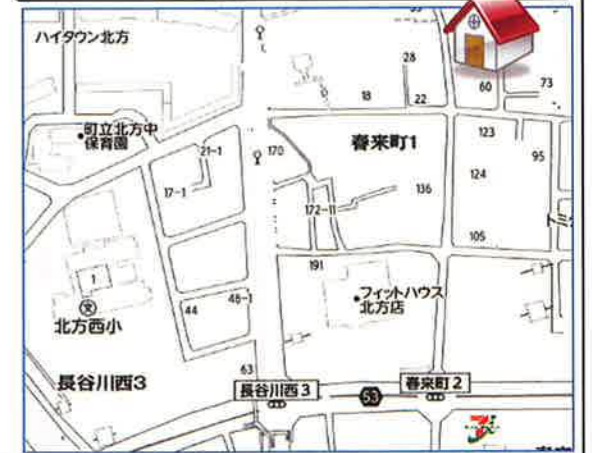 ハイタウン北方
28
18
22
60
73
町立北方中
保育園
21-1
170
春来町1
123
95
17-1
124
136
172-11
105
191
フィットハウス
北方店
1
44
46-1
文
北方西小
長谷川西3
63
長谷川西3
53
春来町2